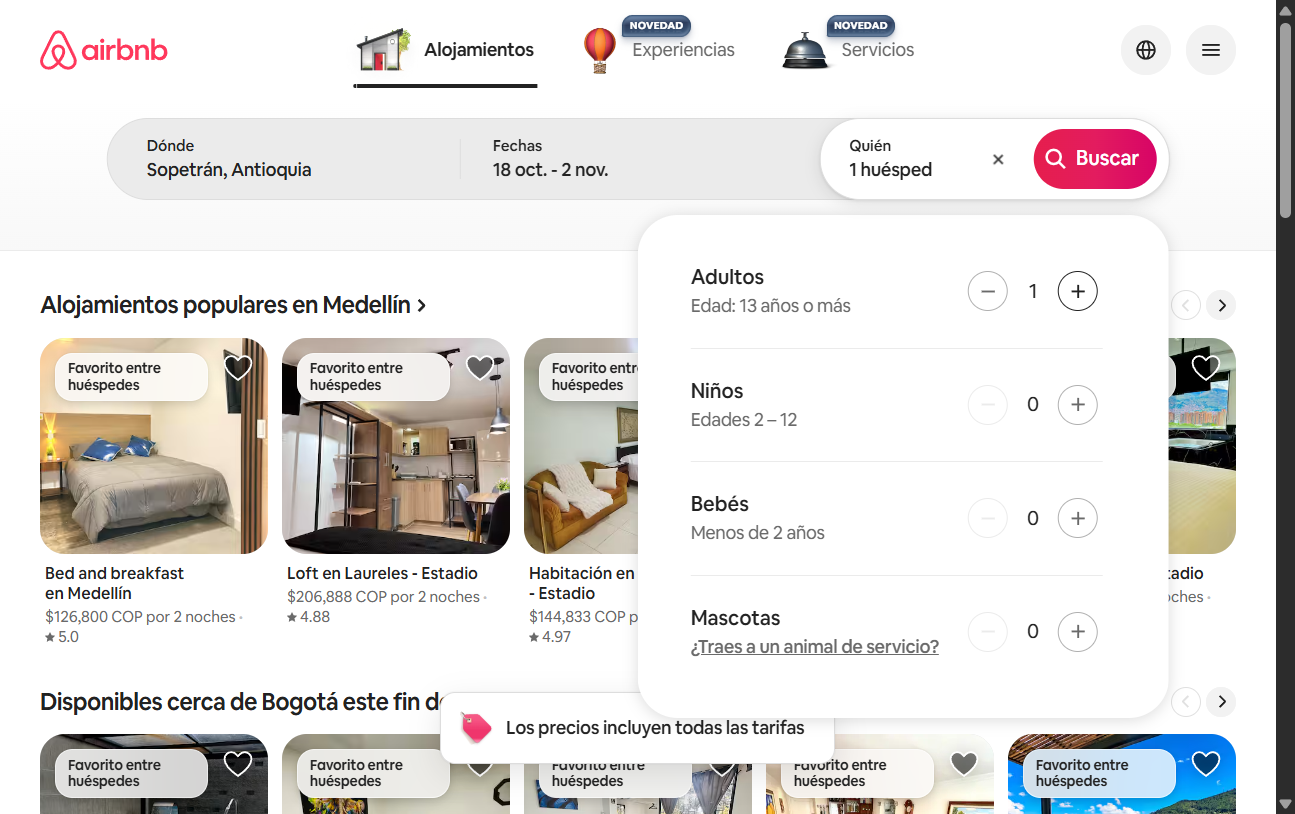 airbnb
Alojamientos
NOVEDAD
Experiencias
NOVEDAD
Servicios
Dónde
Sopetrán, Antioquia
Fechas
18 oct. - 2 nov.
Quién
1 huésped
Buscar
Adultos
Edad: 13 años o más
1
Niños
Edades 2 – 12
0
Bebés
Menos de 2 años
0
Mascotas
¿Traes a un animal de servicio?
0
Alojamientos populares en Medellín
Favorito entre
huéspedes
Favorito entre
huéspedes
Favorito entre
huéspedes
Bed and breakfast
en Medellín
$126,800 COP por 2 noches ·
5.0
Loft en Laureles - Estadio
$206,888 COP por 2 noches ·
4.88
Habitación en
- Estadio
$144,833 COP
4.97
Disponibles cerca de Bogotá este fin
Los precios incluyen todas las tarifas
Favorito entre
huéspedes
Favorito entre
huéspedes
Favorito entre
huéspedes
Favorito entre
huéspedes
Favorito entre
huéspedes